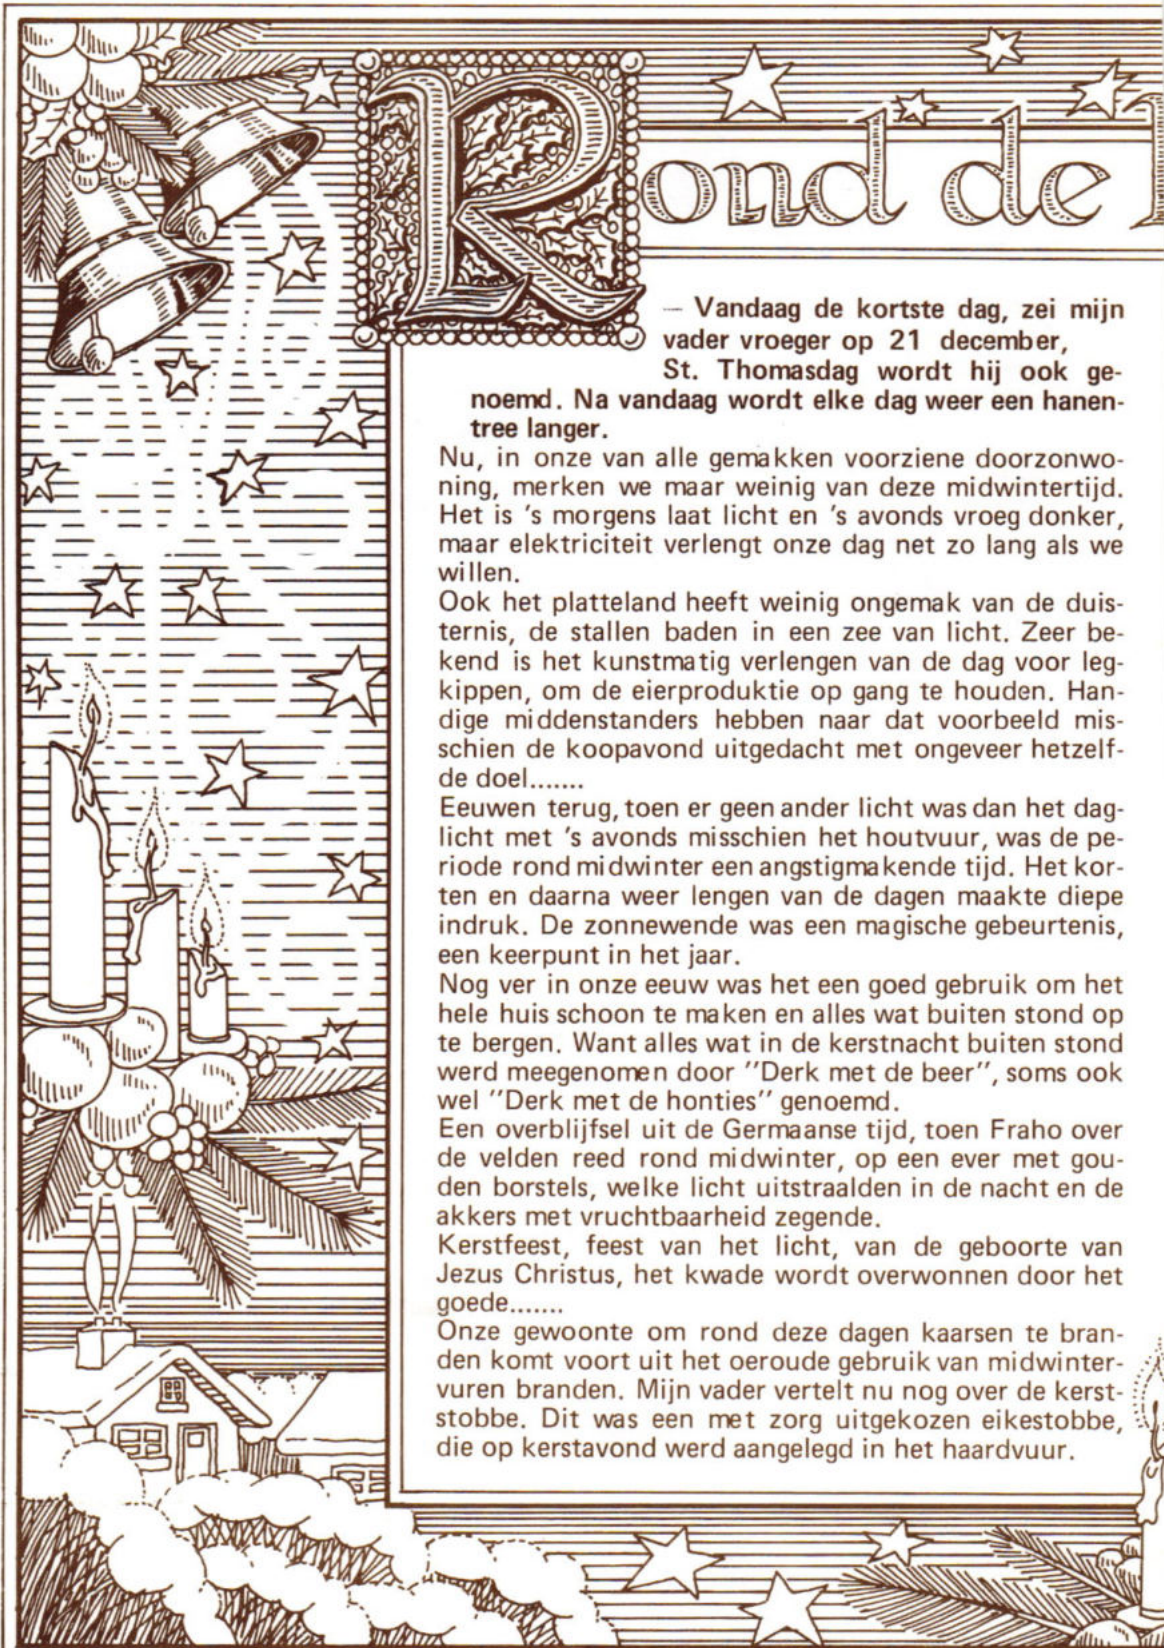 Rond de
— Vandaag de kortste dag, zei mijn
vader vroeger op 21 december,
St. Thomasdag wordt hij ook ge-
noemd. Na vandaag wordt elke dag weer een hanen-
tree langer.
Nu, in onze van alle gemakken voorziene doorzonwo-
ning, merken we maar weinig van deze midwintertijd.
Het is 's morgens laat licht en 's avonds vroeg donker,
maar elektriciteit verlengt onze dag net zo lang als we
willen.
Ook het platteland heeft weinig ongemak van de duis-
ternis, de stallen baden in een zee van licht. Zeer be-
kend is het kunstmatig verlengen van de dag voor leg-
kippen, om de eierproduktie op gang te houden. Han-
dige middenstanders hebben naar dat voorbeeld mis-
schien de koopavond uitgedacht met ongeveer hetzelf-
de doel.......
Eeuwen terug, toen er geen ander licht was dan het dag-
licht met 's avonds misschien het houtvuur, was de pe-
riode rond midwinter een angstigmakende tijd. Het kor-
ten en daarna weer lengen van de dagen maakte diepe
indruk. De zonnewende was een magische gebeurtenis,
een keerpunt in het jaar.
Nog ver in onze eeuw was het een goed gebruik om het
hele huis schoon te maken en alles wat buiten stond op
te bergen. Want alles wat in de kerstnacht buiten stond
werd meegenomen door "Derk met de beer", soms ook
wel "Derk met de honties" genoemd.
Een overblijfsel uit de Germaanse tijd, toen Fraho over
de velden reed rond midwinter, op een ever met gou-
den borstels, welke licht uitstraalden in de nacht en de
akkers met vruchtbaarheid zegende.
Kerstfeest, feest van het licht, van de geboorte van
Jezus Christus, het kwade wordt overwonnen door het
goede.......
Onze gewoonte om rond deze dagen kaarsen te bran-
den komt voort uit het oeroude gebruik van midwinter-
vuren branden. Mijn vader vertelt nu nog over de kerst-
stobbe. Dit was een met zorg uitgekozen eikestobbe,
die op kerstavond werd aangelegd in het haardvuur.